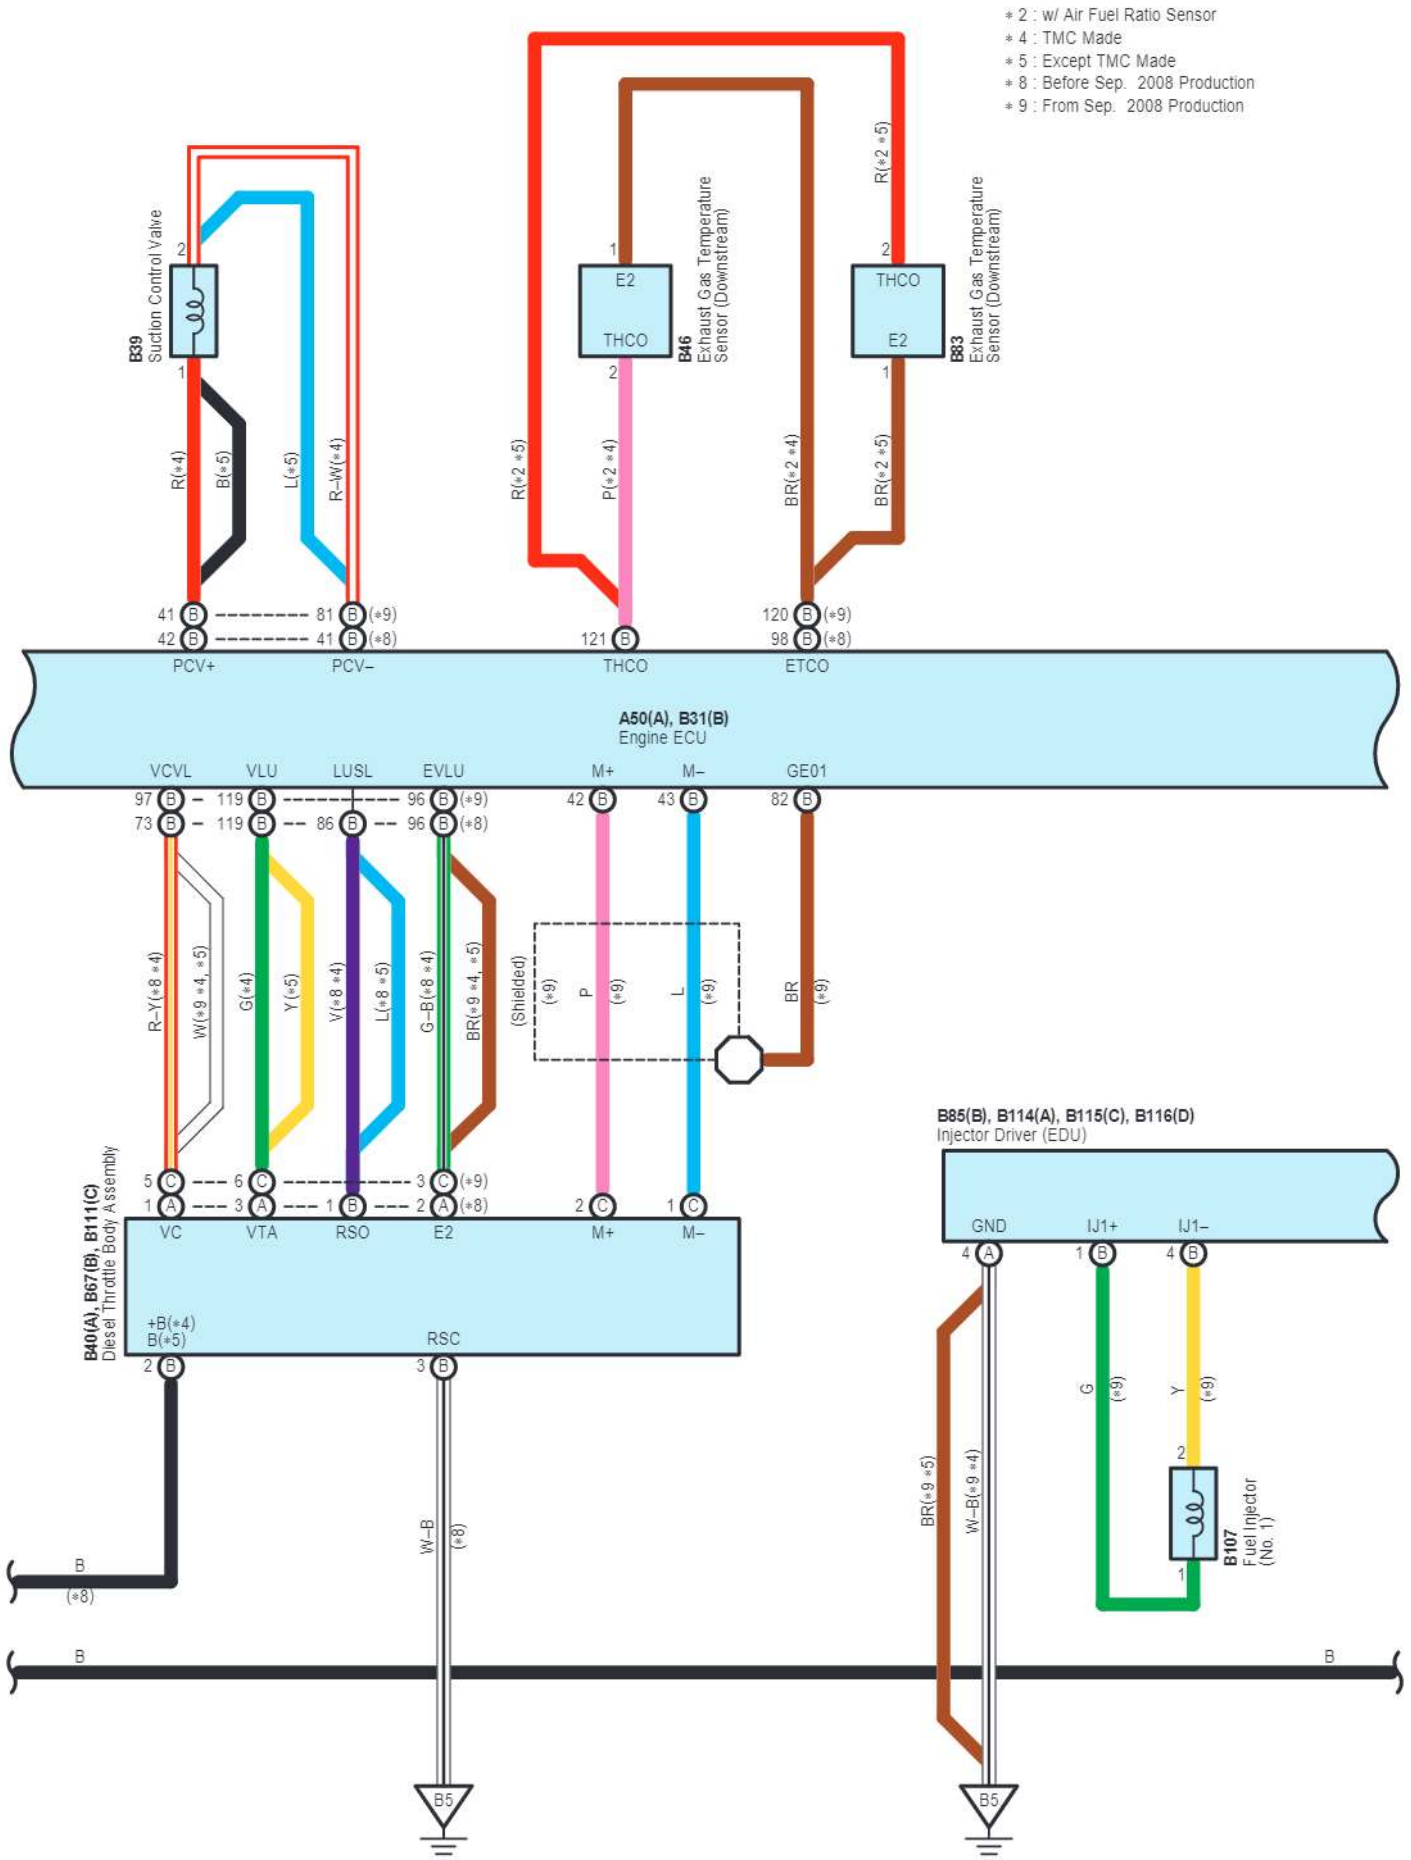 * 2 : w/ Air Fuel Ratio Sensor
* 4 : TMC Made
* 5 : Except TMC Made
* 8 : Before Sep. 2008 Production
* 9 : From Sep. 2008 Production
B39
Suction Control Valve
2
1
R(*4)
B(*5)
L(*5)
R–W(*4)
R(*2 *5)
1
E2
THCO
2
B46
Exhaust Gas Temperature
Sensor (Downstream)
P(*2 *4)
BR(*2 *4)
R(*2 *5)
2
THCO
E2
1
B83
Exhaust Gas Temperature
Sensor (Downstream)
BR(*2 *5)
41 B 81 B (*9)
42 B 41 B (*8)
121 B
120 B (*9)
98 B (*8)
PCV+ PCV– THCO ETCO
A50(A), B31(B)
Engine ECU
VCVL VLU LUSL EVLU M+ M– GE01
97 B 119 B 96 B (*9) 42 B 43 B 82 B
73 B 119 B 86 B 96 B (*8)
R–Y(*8 *4)
W(*9 *4, *5)
G(*4)
Y(*5)
V(*8 *4)
L(*8 *5)
G–B(*8 *4)
BR(*9 *4, *5)
(Shielded)
(*9)
P
(*9)
L
(*9)
BR
(*9)
5 C 6 C 3 C (*9)
1 A 3 A 1 B 2 A (*8) 2 C 1 C
VC VTA RSO E2 M+ M–
B40(A), B67(B), B111(C)
Diesel Throttle Body Assembly
+B(*4)
B(*5)
RSC
2 B 3 B
B85(B), B114(A), B115(C), B116(D)
Injector Driver (EDU)
GND IJ1+ IJ1–
4 A 1 B 4 B
G
(*9)
Y
(*9)
2
1
B107
Fuel Injector
(No. 1)
BR(*9 *5)
W–B(*9 *4)
W–B
(*8)
B
(*8)
B B
B5 B5